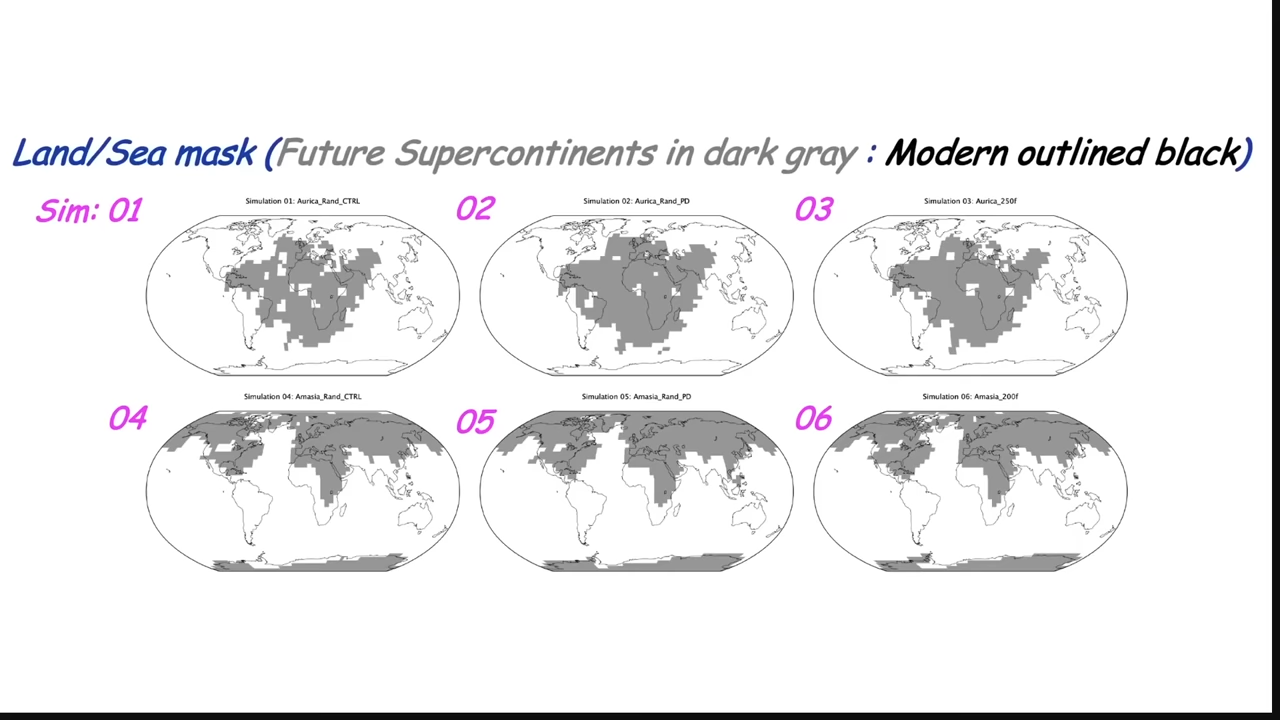 Land/Sea mask (Future Supercontinents in dark gray : Modern outlined black)
Sim: 01
Simulation 01: Aurica_Rand_CTRL
02
Simulation 02: Aurica_Rand_PD
03
Simulation 03: Aurica_250f
04
Simulation 04: Amasia_Rand_CTRL
05
Simulation 05: Amasia_Rand_PD
06
Simulation 06: Amasia_200f